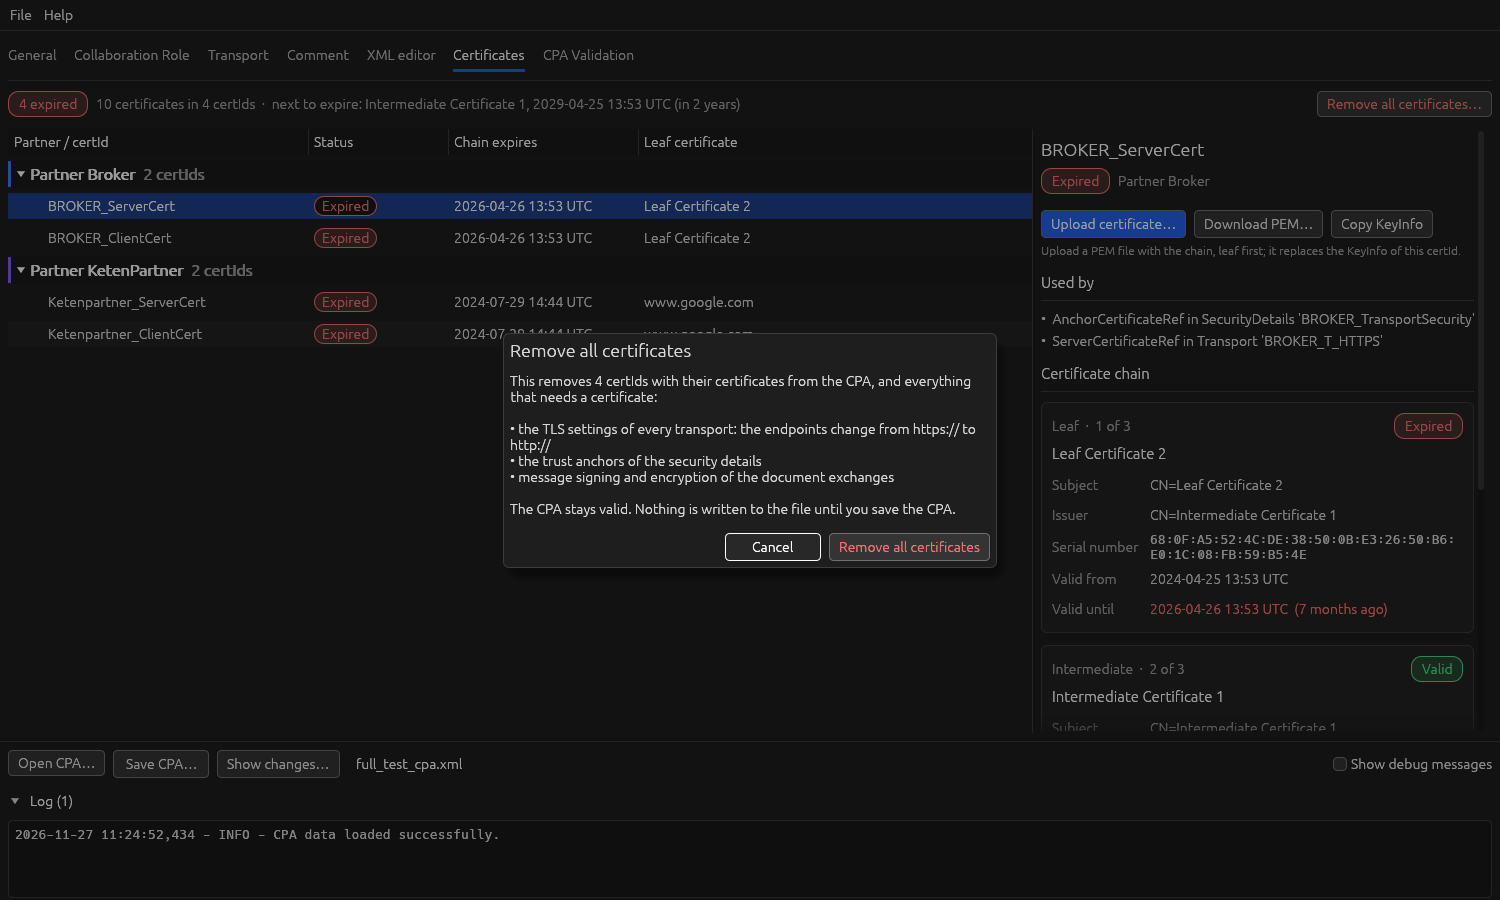 File Help
General Collaboration Role Transport Comment XML editor Certificates CPA Validation
4 expired 10 certificates in 4 certIds · next to expire: Intermediate Certificate 1, 2029-04-25 13:53 UTC (in 2 years) Remove all certificates...
Partner / certId Status Chain expires Leaf certificate
Partner Broker 2 certIds
BROKER_ServerCert Expired 2026-04-26 13:53 UTC Leaf Certificate 2
BROKER_ClientCert Expired 2026-04-26 13:53 UTC Leaf Certificate 2
Partner KetenPartner 2 certIds
Ketenpartner_ServerCert Expired 2024-07-29 14:44 UTC www.google.com
Ketenpartner_ClientCert Expired 2024-07-29 14:44 UTC www.google.com
Remove all certificates
This removes 4 certIds with their certificates from the CPA, and everything
that needs a certificate:
• the TLS settings of every transport: the endpoints change from https:// to
http://
• the trust anchors of the security details
• message signing and encryption of the document exchanges
The CPA stays valid. Nothing is written to the file until you save the CPA.
Cancel Remove all certificates
BROKER_ServerCert
Expired Partner Broker
Upload certificate... Download PEM... Copy KeyInfo
Upload a PEM file with the chain, leaf first; it replaces the KeyInfo of this certId.
Used by
• AnchorCertificateRef in SecurityDetails 'BROKER_TransportSecurity'
• ServerCertificateRef in Transport 'BROKER_T_HTTPS'
Certificate chain
Leaf · 1 of 3 Expired
Leaf Certificate 2
Subject CN=Leaf Certificate 2
Issuer CN=Intermediate Certificate 1
Serial number 68:0F:A5:52:4C:DE:38:50:0B:E3:26:50:B6:
E0:1C:08:FB:59:B5:4E
Valid from 2024-04-25 13:53 UTC
Valid until 2026-04-26 13:53 UTC (7 months ago)
Intermediate · 2 of 3 Valid
Intermediate Certificate 1
Subject CN=Intermediate Certificate 1
Open CPA... Save CPA... Show changes... full_test_cpa.xml Show debug messages
Log (1)
2026-11-27 11:24:52,434 - INFO - CPA data loaded successfully.